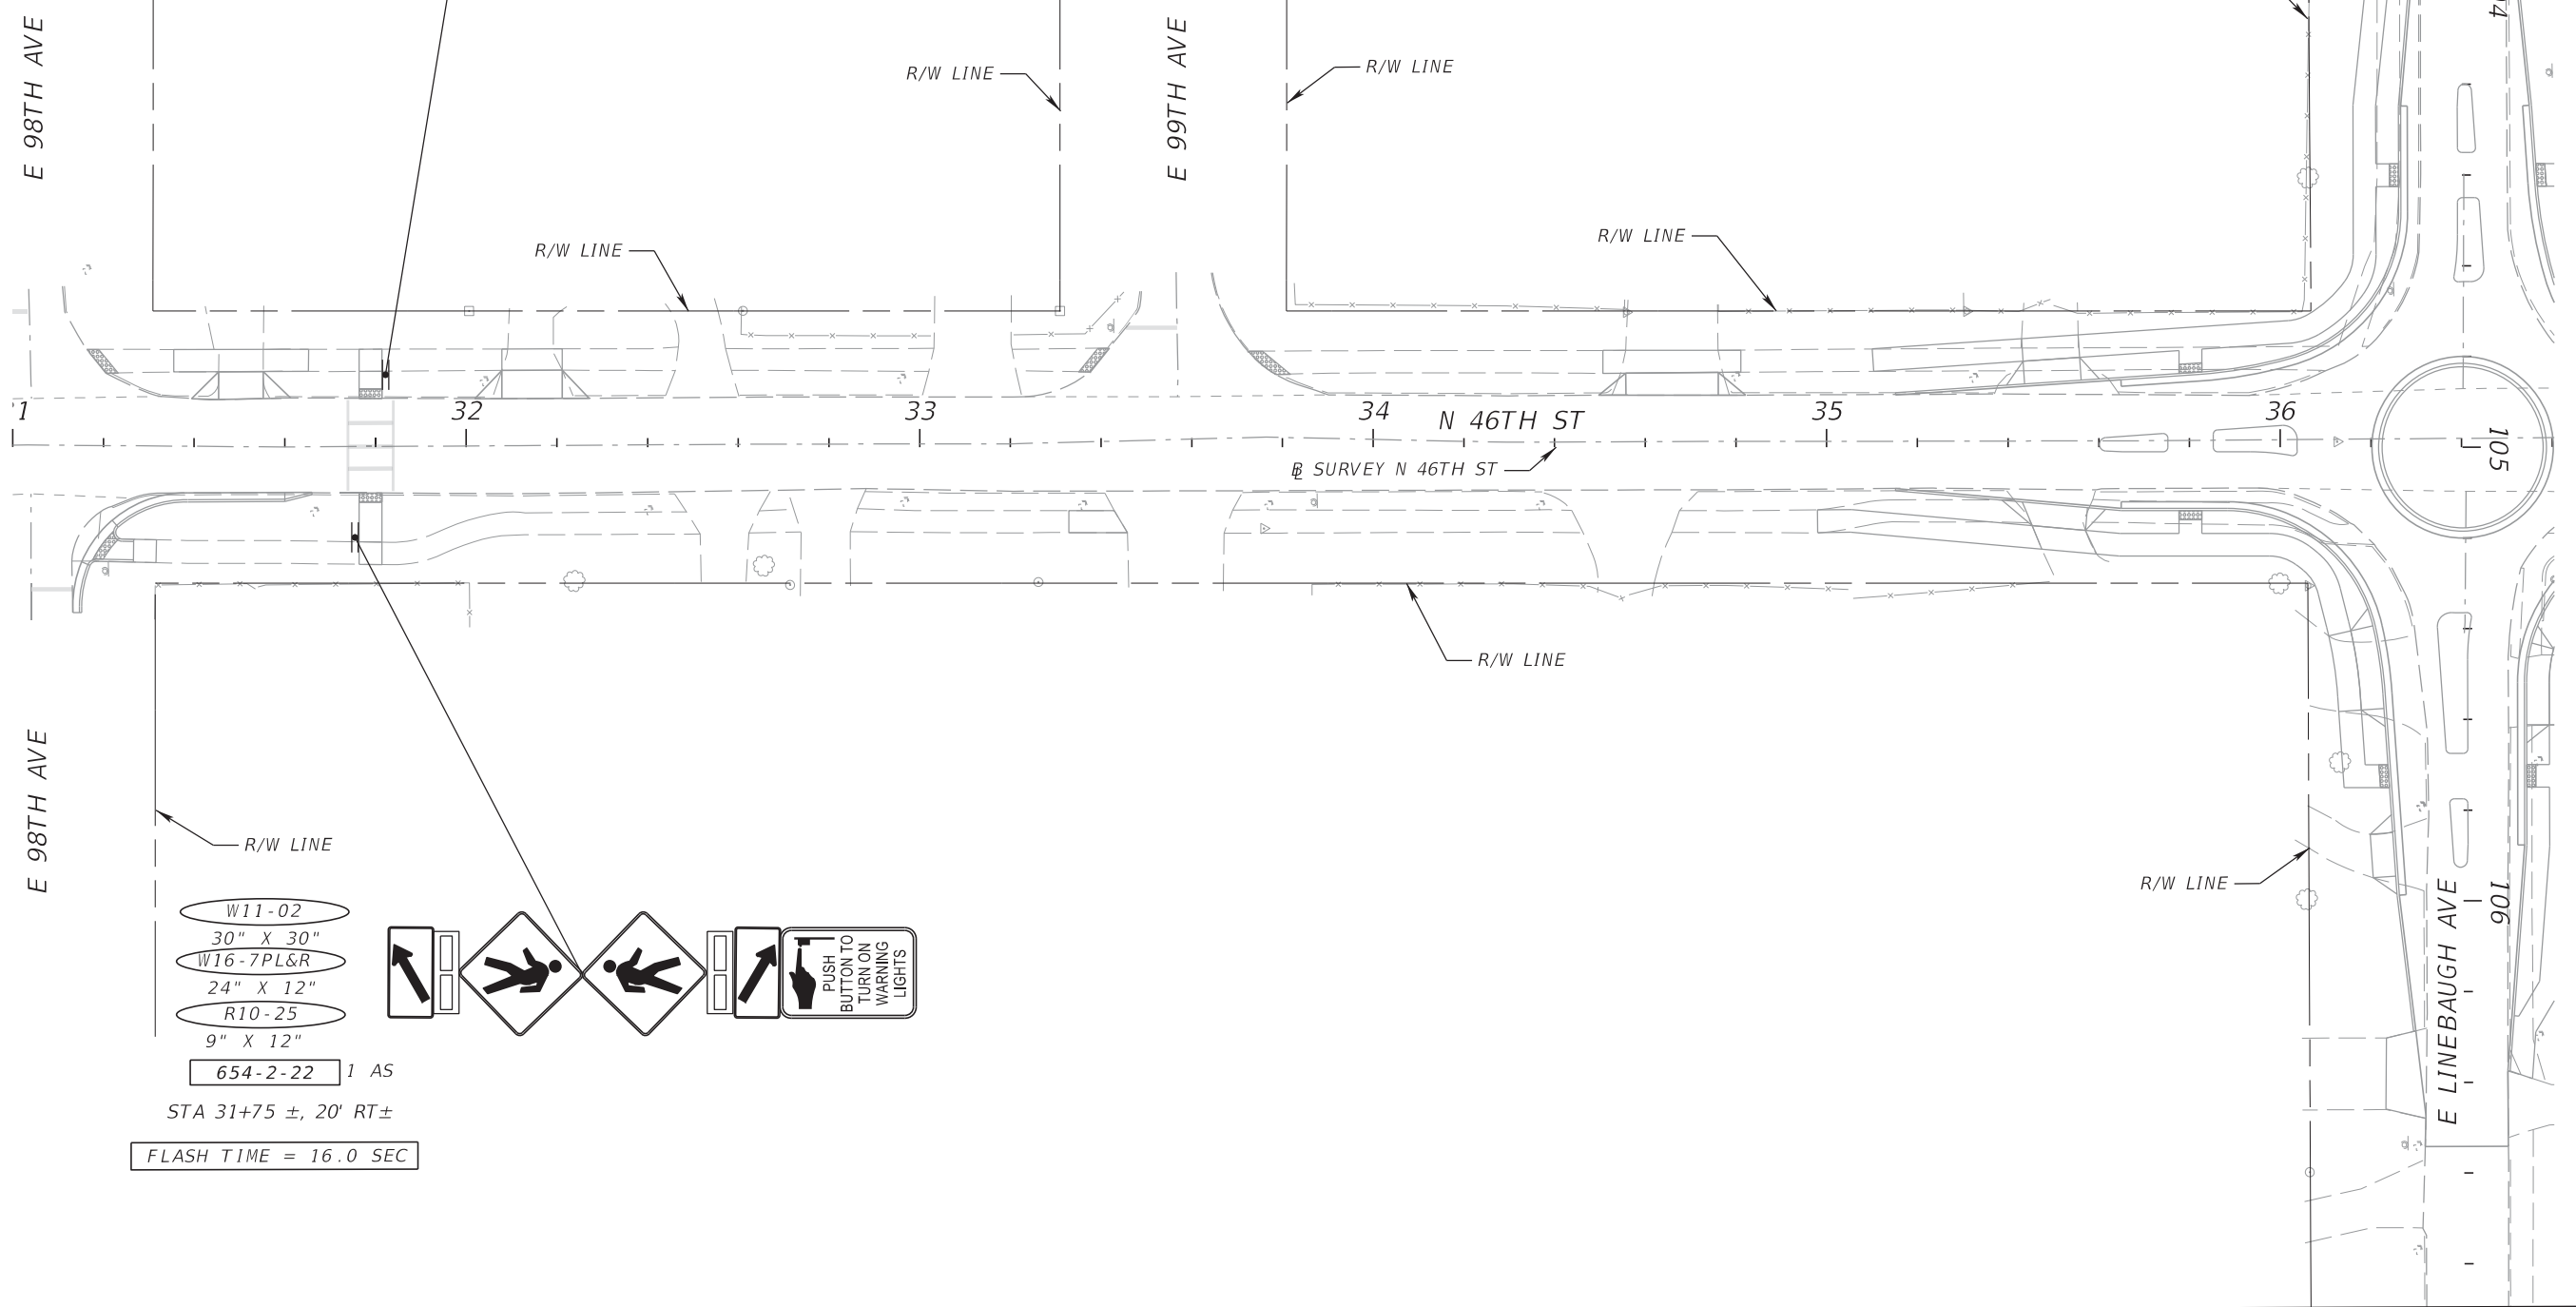 E 98TH AVE
R/W LINE
E 99TH AVE
R/W LINE
R/W LINE
R/W LINE
32
33
34
N 46TH ST
35
36
105
SURVEY N 46TH ST
R/W LINE
E 98TH AVE
R/W LINE
R/W LINE
E LINEBAUGH AVE
106
W11-02
30" X 30"
W16-7PL&R
24" X 12"
R10-25
9" X 12"
654-2-22 1 AS
STA 31+75 ±, 20' RT±
FLASH TIME = 16.0 SEC
PUSH
BUTTON TO
TURN ON
WARNING
LIGHTS